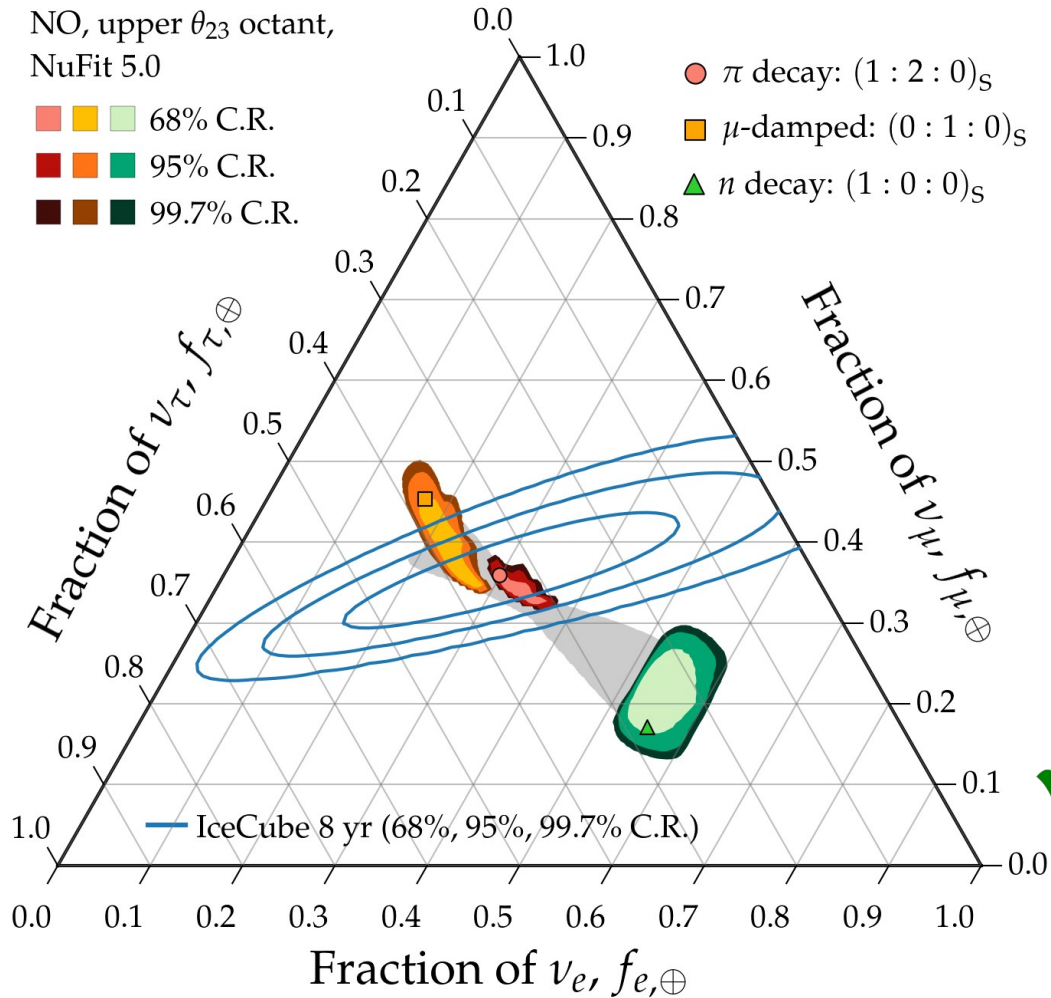 NO, upper θ₂₃ octant,
NuFit 5.0
68% C.R.
95% C.R.
99.7% C.R.
π decay: (1 : 2 : 0)S
μ-damped: (0 : 1 : 0)S
n decay: (1 : 0 : 0)S
0.0
0.1
0.2
0.3
0.4
0.5
0.6
0.7
0.8
0.9
1.0
Fraction of ντ, fτ,⊕
1.0
0.9
0.8
0.7
0.6
0.5
0.4
0.3
0.2
0.1
0.0
Fraction of νμ, fμ,⊕
IceCube 8 yr (68%, 95%, 99.7% C.R.)
0.0 0.1 0.2 0.3 0.4 0.5 0.6 0.7 0.8 0.9 1.0
Fraction of νe, fe,⊕